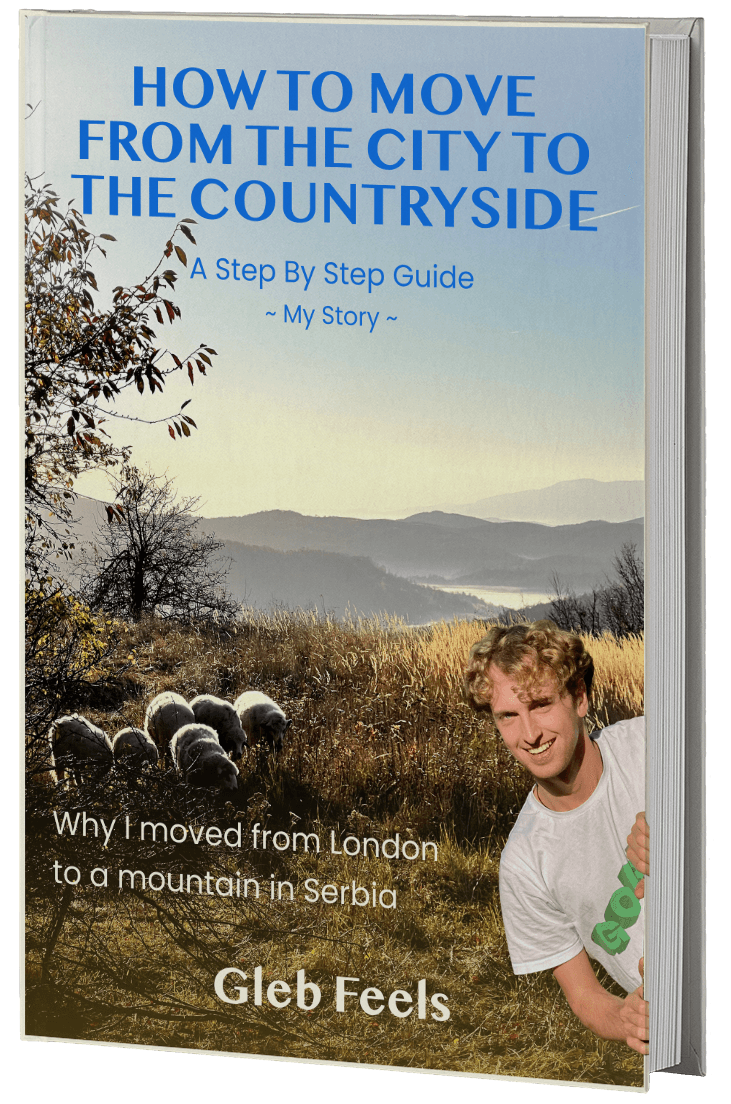 HOW TO MOVE
FROM THE CITY TO
THE COUNTRYSIDE
A Step By Step Guide
~ My Story ~
Why I moved from London
to a mountain in Serbia
Gleb Feels